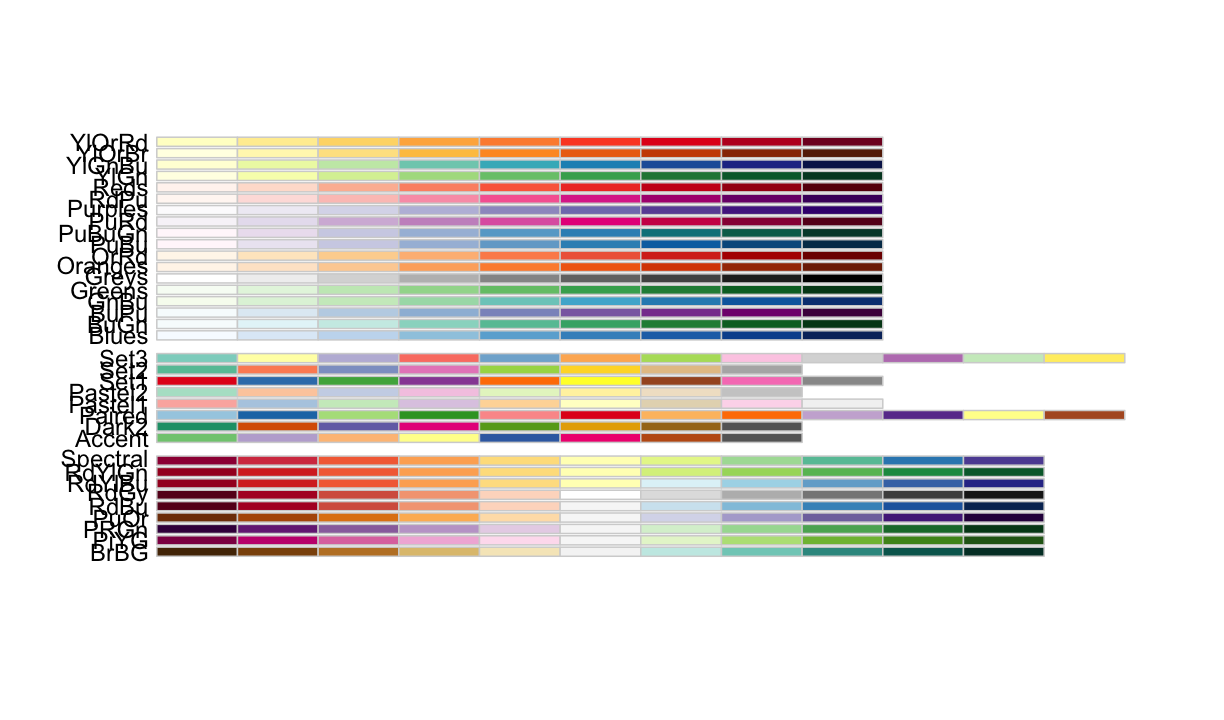 YlOrRd
YlOrBr
YlGnBu
YlGn
Reds
RdPu
Purples
PuRd
PuBuGn
PuBu
OrRd
Oranges
Greys
Greens
GnBu
BuPu
BuGn
Blues
Set3
Set2
Set1
Pastel2
Pastel1
Paired
Dark2
Accent
Spectral
RdYlGn
RdYlBu
RdGy
RdBu
PuOr
PRGn
PiYG
BrBG